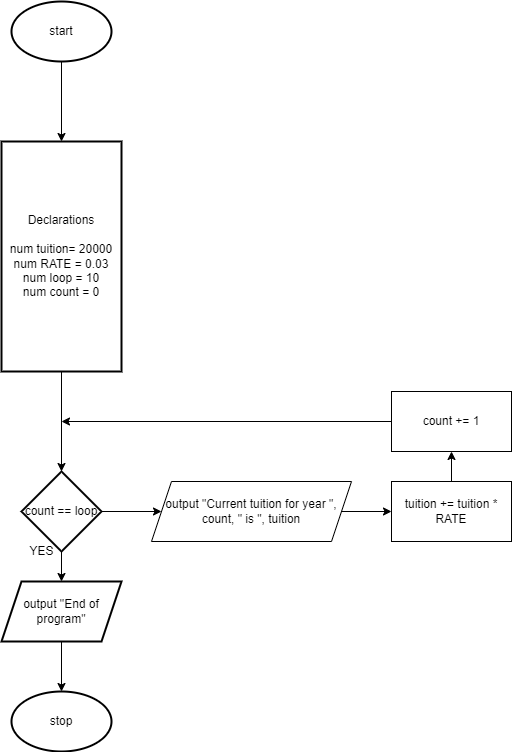 start
Declarations
num tuition= 20000
num RATE = 0.03
num loop = 10
num count = 0
count += 1
count == loop
output "Current tuition for year ",
count, " is ", tuition
tuition += tuition *
RATE
YES
output "End of
program"
stop